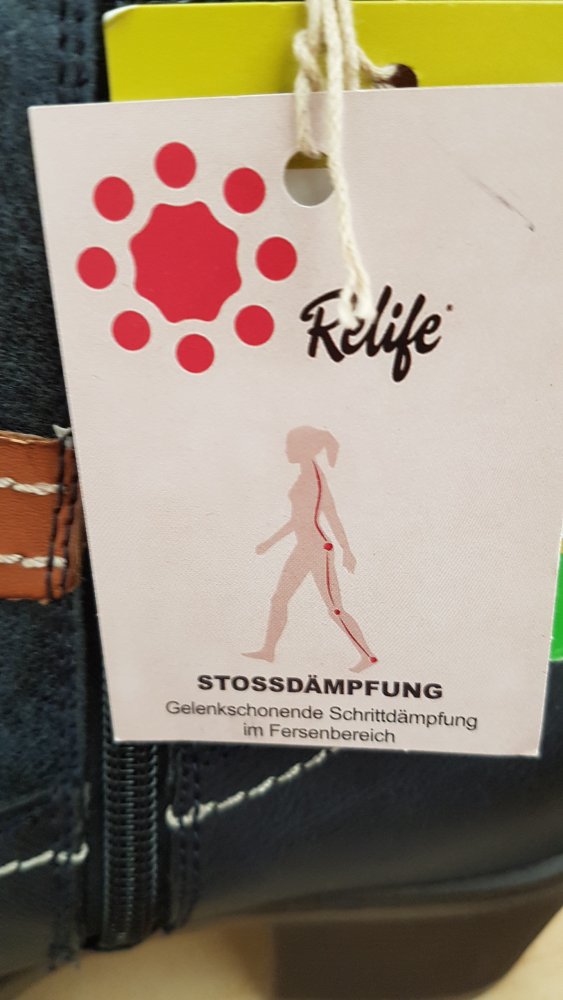 Relife®
STOSSDÄMPFUNG
Gelenkschonende Schrittdämpfung
im Fersenbereich